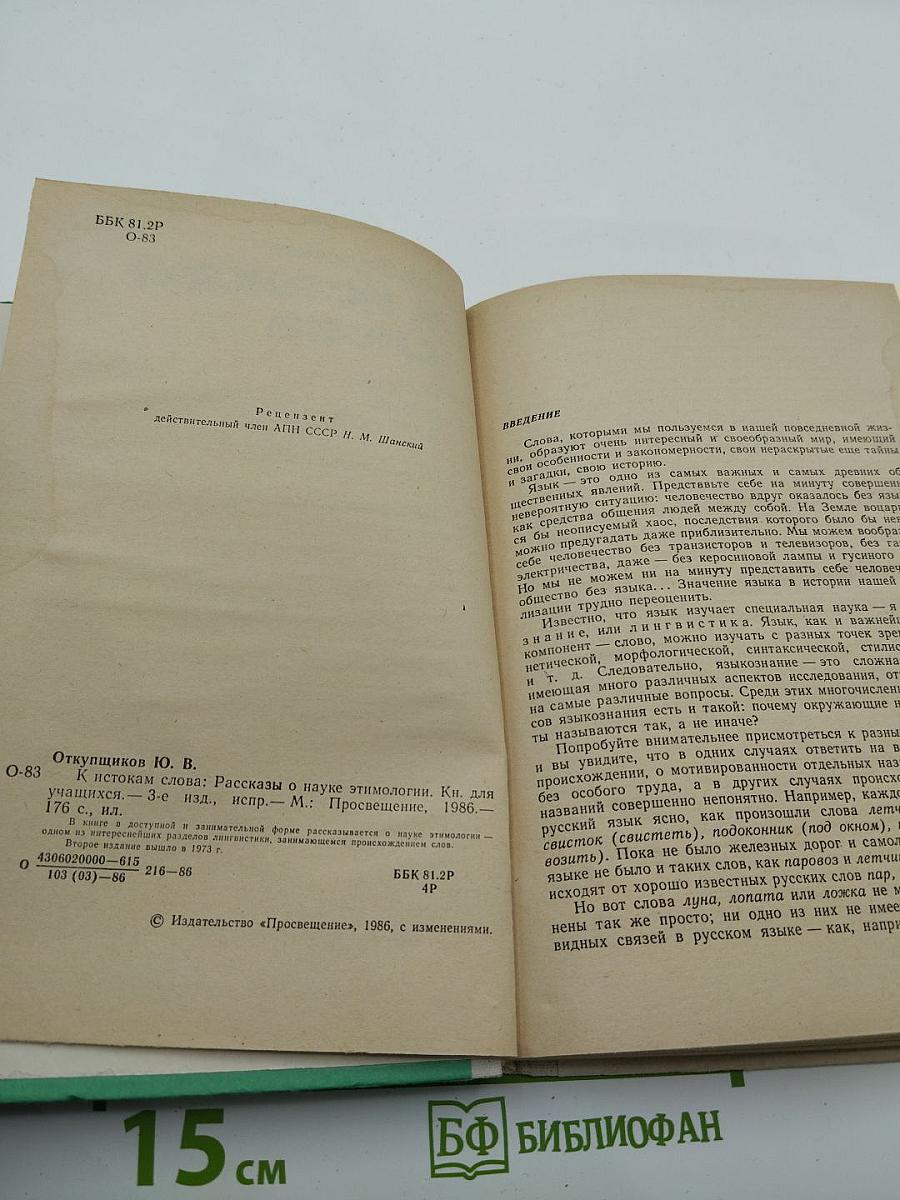 ББК 81.2Р
О-83
Рецензент
действительный член АПН СССР Н. М. Шанский
Откупщиков Ю. В.
О-83
К истокам слова: Рассказы о науке этимологии. Кн. для
учащихся.— 3-е изд., испр.— М.: Просвещение, 1986.—
176 с., ил.
В книге в доступной и занимательной форме рассказывается о науке этимологии —
одном из интереснейших разделов лингвистики, занимающемся происхождением слов.
Второе издание вышло в 1973 г.
О 4306020000—615
103 (03)—86
216—86
ББК 81.2Р
4Р
© Издательство «Просвещение», 1986, с изменениями.
ВВЕДЕНИЕ
Слова, которыми мы пользуемся в нашей повседневной жиз-
ни, образуют очень интересный и своеобразный мир, имеющий
свои особенности и закономерности, свои нераскрытые еще тайны
и загадки, свою историю.
Язык — это одно из самых важных и самых древних об
щественных явлений. Представьте себе на минуту совершен
невероятную ситуацию: человечество вдруг оказалось без язы
как средства общения людей между собой. На Земле воцари
ся бы неописуемый хаос, последствия которого было бы нев
можно предугадать даже приблизительно. Мы можем вообраз
себе человечество без транзисторов и телевизоров, без га
электричества, даже — без керосиновой лампы и гусиного
Но мы не можем ни на минуту представить себе человече
общество без языка... Значение языка в истории нашей
лизации трудно переоценить.
Известно, что язык изучает специальная наука — я
знание, или лингвистика. Язык, как и важнейш
компонент — слово, можно изучать с разных точек зрен
нетической, морфологической, синтаксической, стилис
и т. д. Следовательно, языкознание — это сложна
имеющая много различных аспектов исследования, от
на самые различные вопросы. Среди этих многочислен
сов языкознания есть и такой: почему окружающие н
ты называются так, а не иначе?
Попробуйте внимательнее присмотреться к разны
и вы увидите, что в одних случаях ответить на в
происхождении, о мотивированности отдельных наз
без особого труда, а в других случаях происхо
названий совершенно непонятно. Например, каждо
русский язык ясно, как произошли слова летч
свисток (свистеть), подоконник (под окном),
возить). Пока не было железных дорог и самол
языке не было и таких слов, как паровоз и летчи
исходят от хорошо известных русских слов пар,
Но вот слова луна, лопата или ложка не м
нены так же просто; ни одно из них не имее
видных связей в русском языке — как, напри
15 см
БФ БИБЛИОФАН